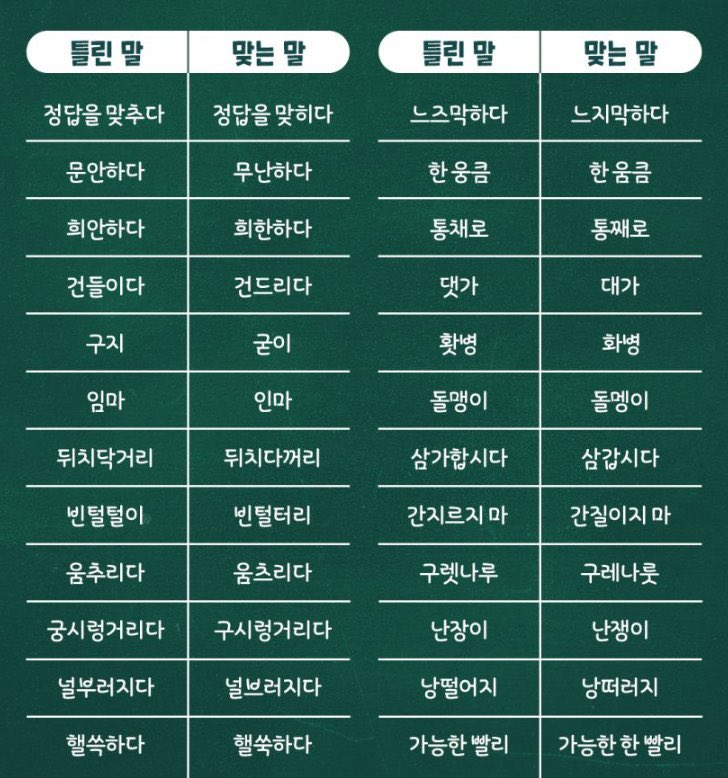 틀린 말 맞는 말 틀린 말 맞는 말
정답을 맞추다 정답을 맞히다 느즈막하다 느지막하다
문안하다 무난하다 한 웅큼 한 움큼
희안하다 희한하다 통채로 통째로
건들이다 건드리다 댓가 대가
구지 굳이 홧병 화병
임마 인마 돌맹이 돌멩이
뒤치닥거리 뒤치다꺼리 삼가합시다 삼갑시다
빈털털이 빈털터리 간지르지 마 간질이지 마
움추리다 움츠리다 구렛나루 구레나룻
궁시렁거리다 구시렁거리다 난장이 난쟁이
널부러지다 널브러지다 낭떨어지 낭떠러지
핼쓱하다 핼쑥하다 가능한 빨리 가능한 한 빨리